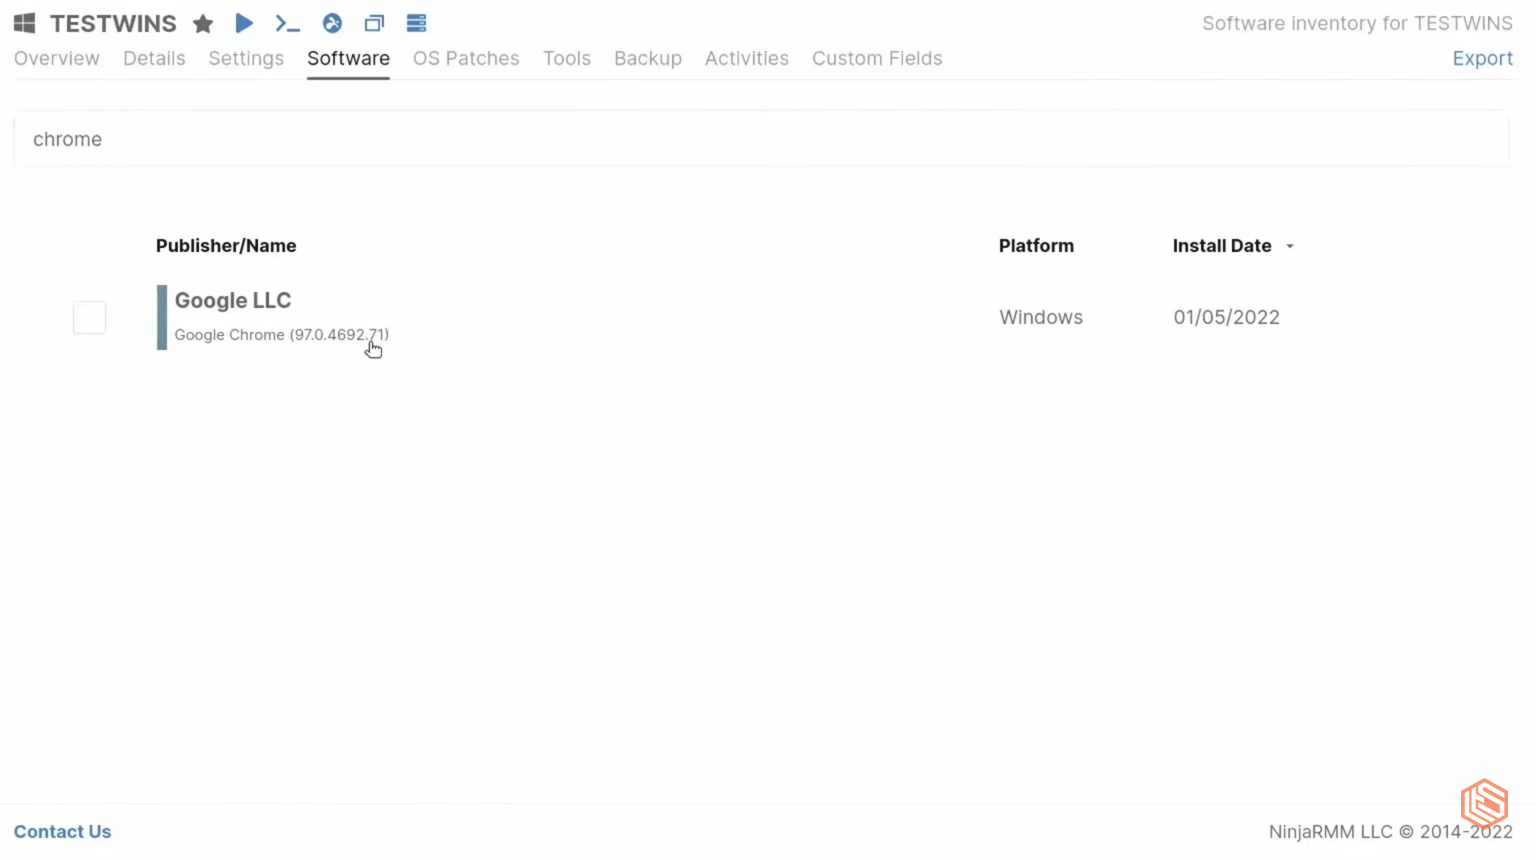 TESTWINS
Software inventory for TESTWINS
Overview Details Settings Software OS Patches Tools Backup Activities Custom Fields Export
chrome
Publisher/Name Platform Install Date
Google LLC
Google Chrome (97.0.4692.71)
Windows 01/05/2022
Contact Us NinjaRMM LLC © 2014-2022